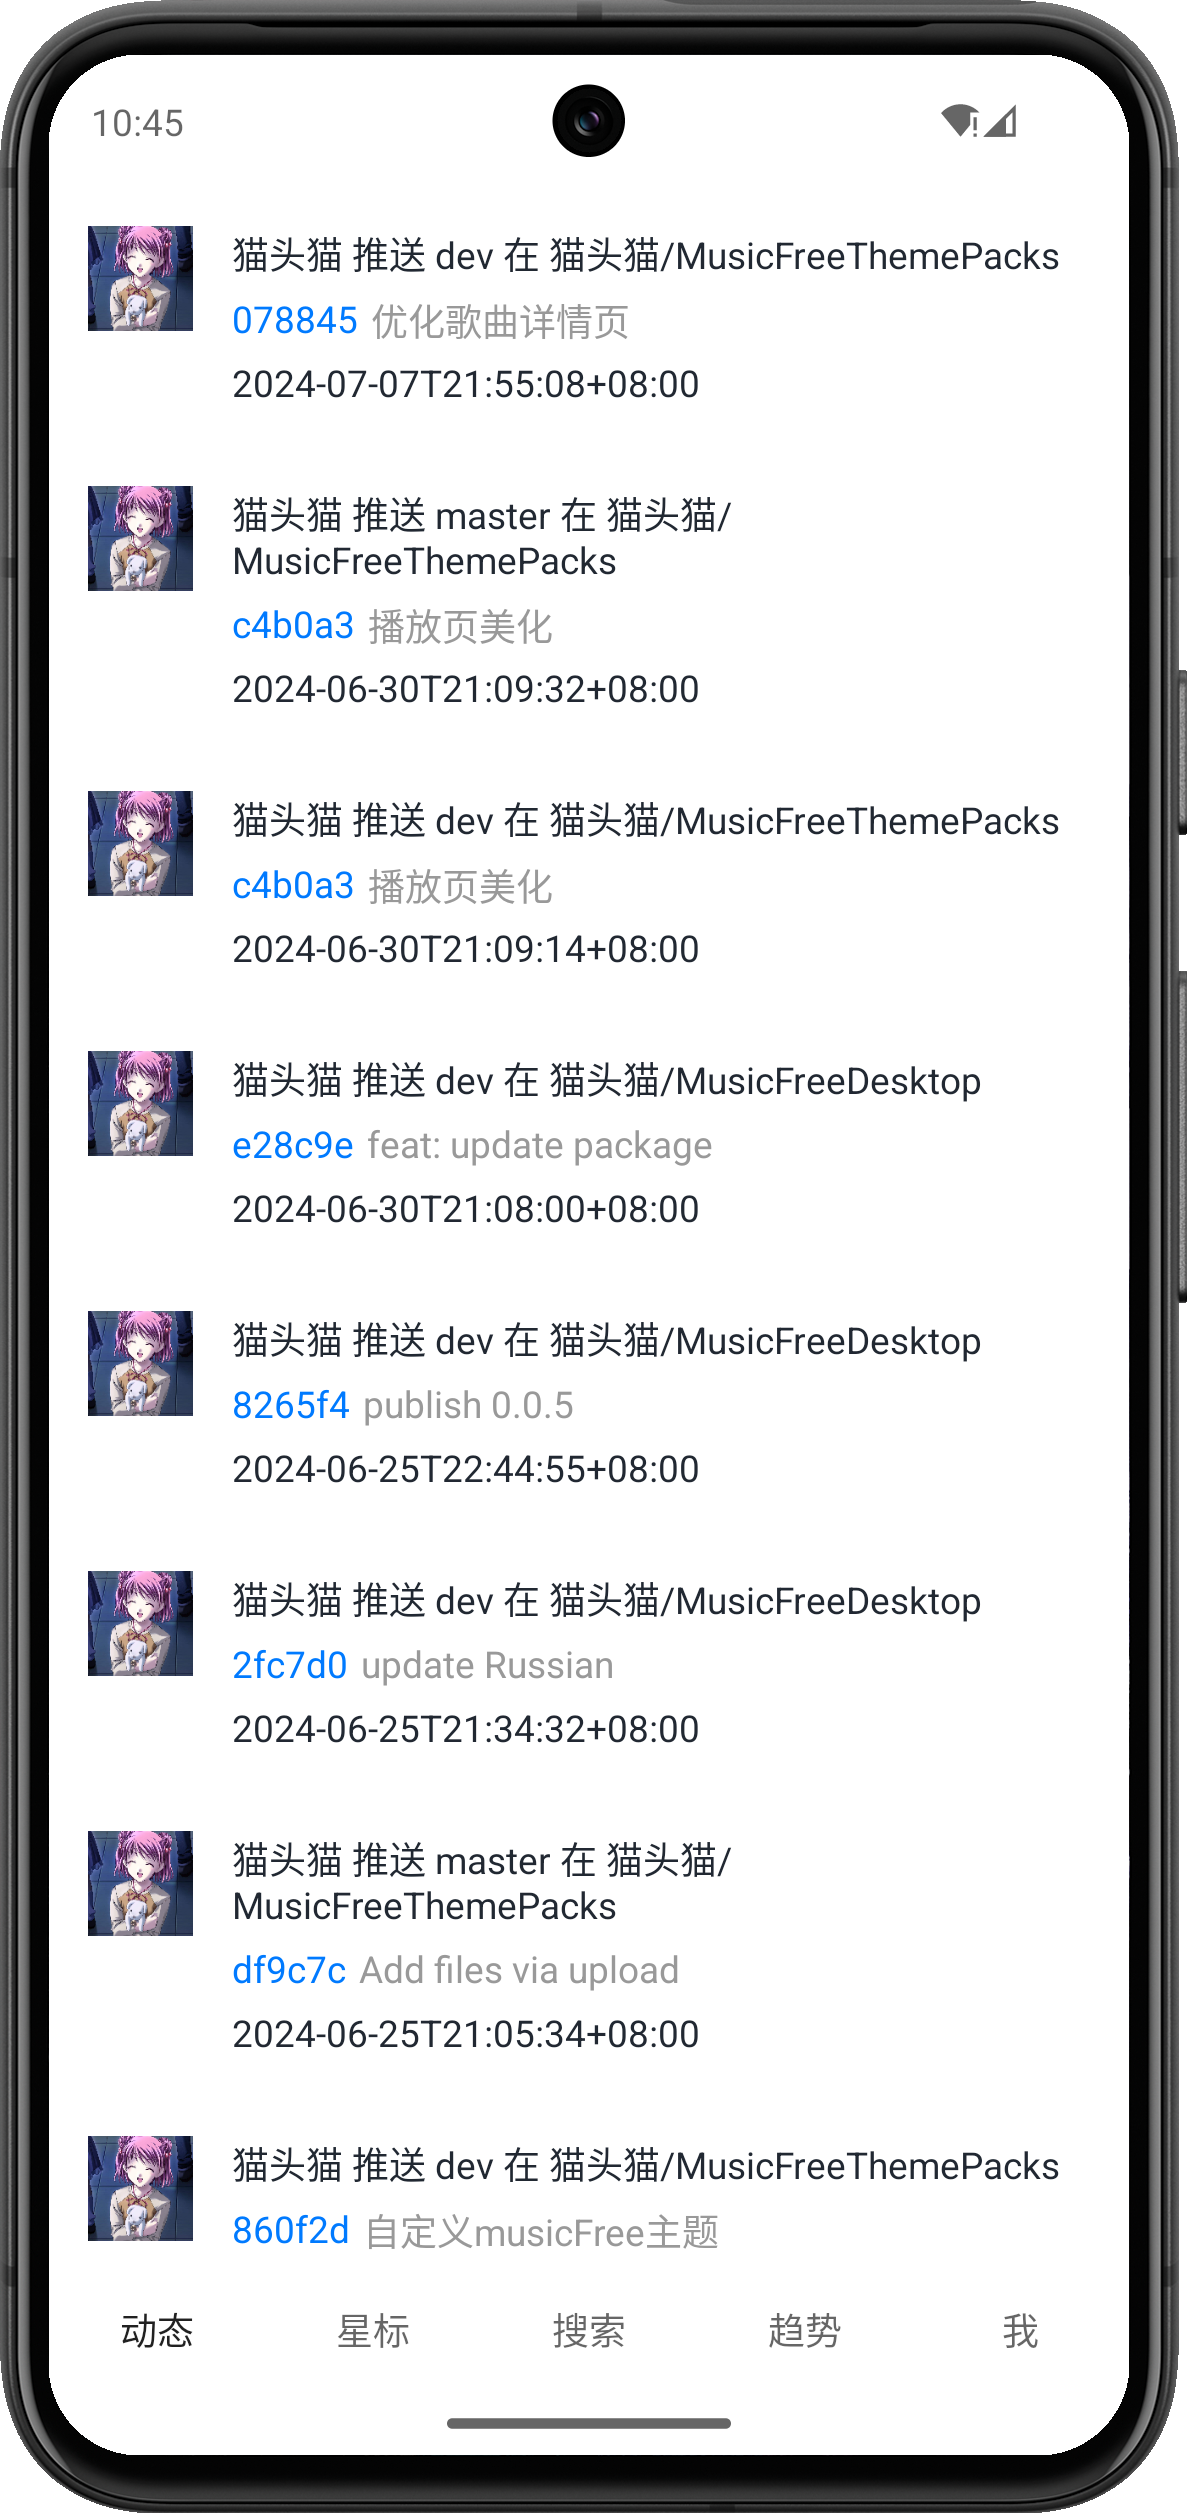 10:45
猫头猫 推送 dev 在 猫头猫/MusicFreeThemePacks
078845 优化歌曲详情页
2024-07-07T21:55:08+08:00
猫头猫 推送 master 在 猫头猫/
MusicFreeThemePacks
c4b0a3 播放页美化
2024-06-30T21:09:32+08:00
猫头猫 推送 dev 在 猫头猫/MusicFreeThemePacks
c4b0a3 播放页美化
2024-06-30T21:09:14+08:00
猫头猫 推送 dev 在 猫头猫/MusicFreeDesktop
e28c9e feat: update package
2024-06-30T21:08:00+08:00
猫头猫 推送 dev 在 猫头猫/MusicFreeDesktop
8265f4 publish 0.0.5
2024-06-25T22:44:55+08:00
猫头猫 推送 dev 在 猫头猫/MusicFreeDesktop
2fc7d0 update Russian
2024-06-25T21:34:32+08:00
猫头猫 推送 master 在 猫头猫/
MusicFreeThemePacks
df9c7c Add files via upload
2024-06-25T21:05:34+08:00
猫头猫 推送 dev 在 猫头猫/MusicFreeThemePacks
860f2d 自定义musicFree主题
动态 星标 搜索 趋势 我